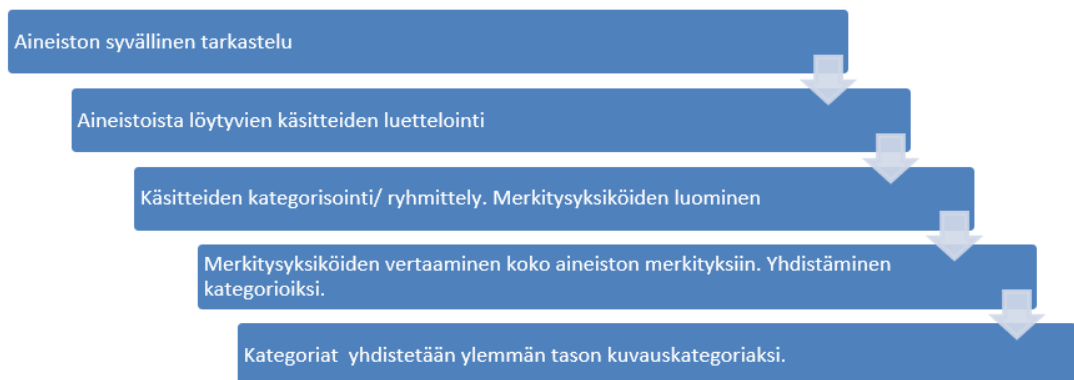 Aineiston syvällinen tarkastelu
Aineistoista löytyvien käsitteiden luettelointi
Käsitteiden kategorisointi/ ryhmittely. Merkitysyksiköiden luominen
Merkitysyksiköiden vertaaminen koko aineiston merkityksiin. Yhdistäminen
kategorioiksi.
Kategoriat  yhdistetään ylemmän tason kuvauskategoriaksi.